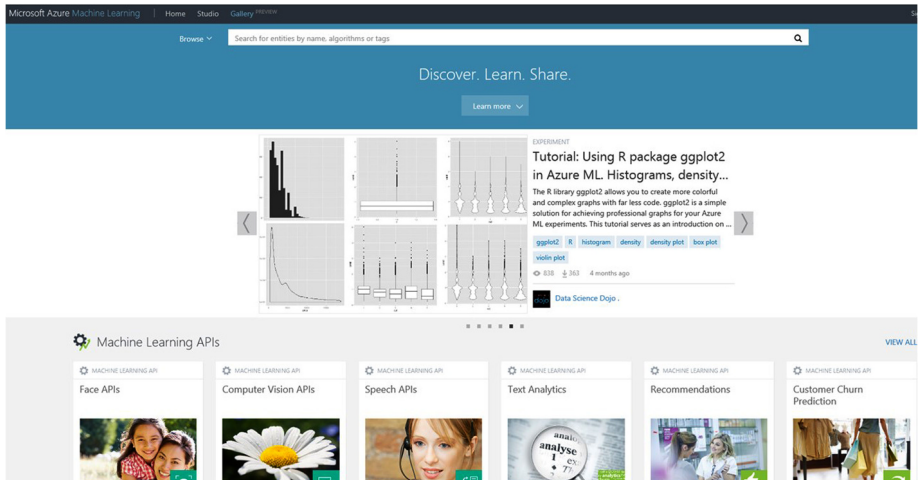 Microsoft Azure Machine Learning | Home Studio Gallery PREVIEW
Browse
Search for entities by name, algorithms or tags
Discover. Learn. Share.
Learn more
EXPERIMENT
Tutorial: Using R package ggplot2
in Azure ML. Histograms, density...
The R library ggplot2 allows you to create more colorful
and complex graphs with far less code. ggplot2 is a simple
solution for achieving professional graphs for your Azure
ML experiments. This tutorial serves as an introduction on ...
ggplot2 R histogram density density plot box plot
violin plot
838 363 4 months ago
Data Science Dojo .
Machine Learning APIs
VIEW ALL
MACHINE LEARNING API
Face APIs
MACHINE LEARNING API
Computer Vision APIs
MACHINE LEARNING API
Speech APIs
MACHINE LEARNING API
Text Analytics
analyse
MACHINE LEARNING API
Recommendations
MACHINE LEARNING API
Customer Churn
Prediction